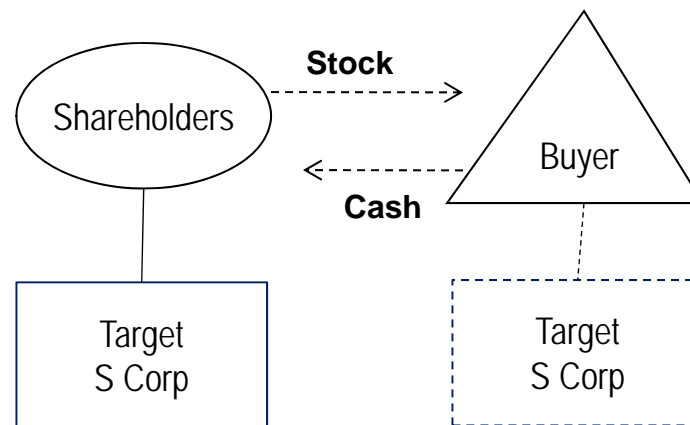 Stock
Shareholders
Buyer
Cash
Target
S Corp
Target
S Corp